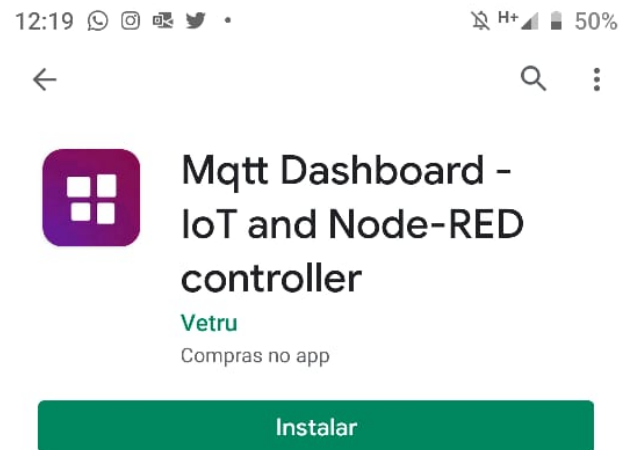 12:19 H+ 50%
Mqtt Dashboard -
IoT and Node-RED
controller
Vetru
Compras no app
Instalar